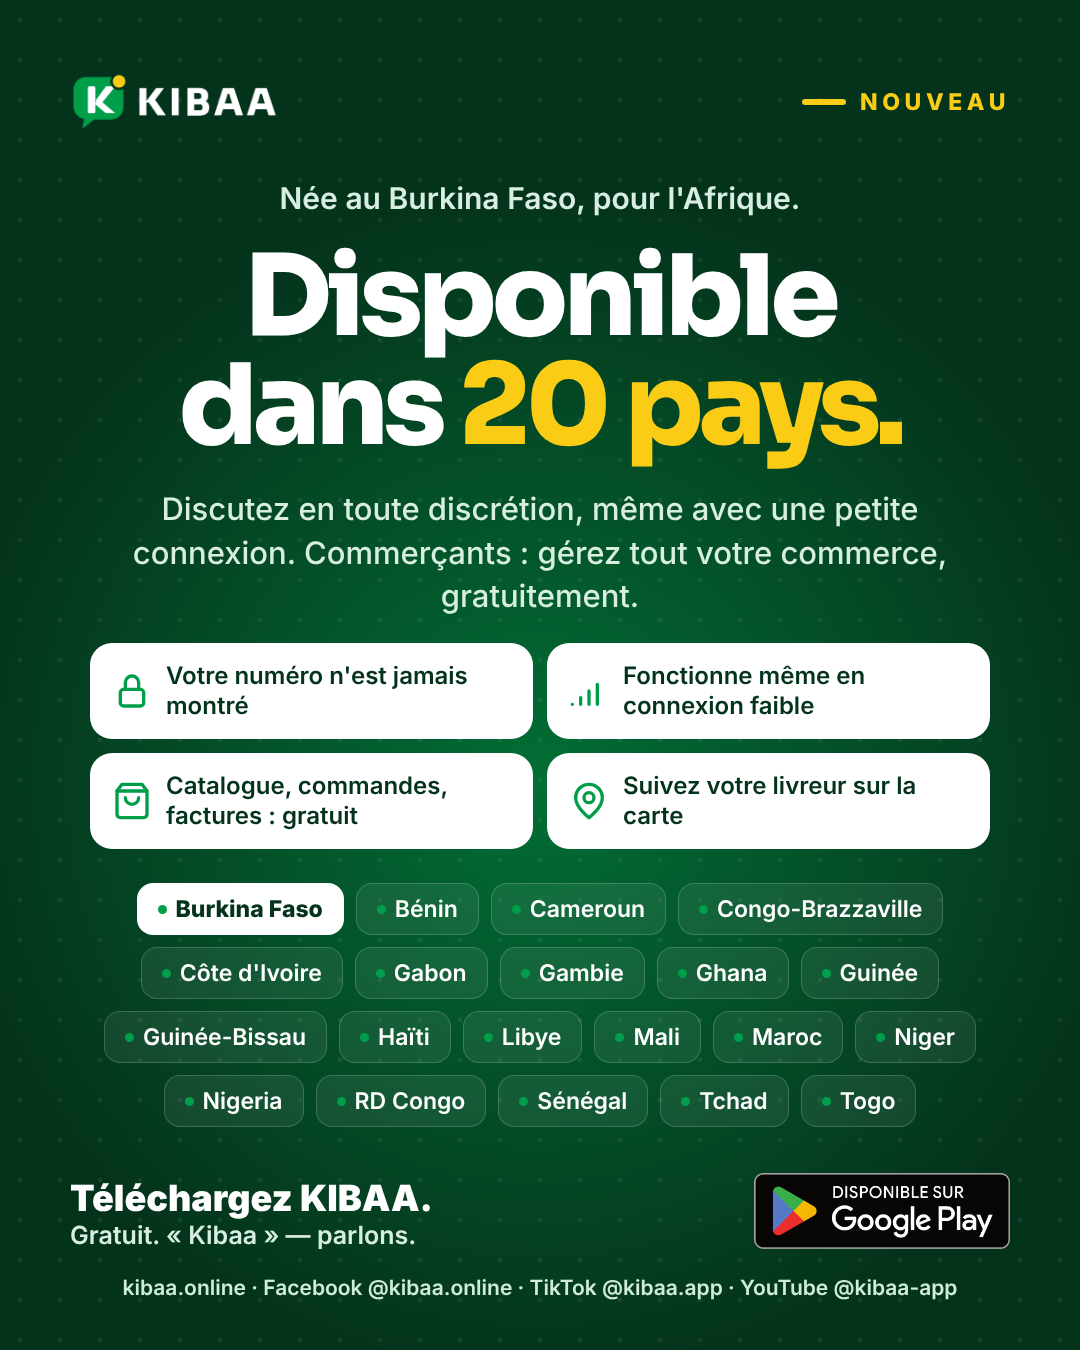 KIBAA
NOUVEAU
Née au Burkina Faso, pour l'Afrique.
Disponible
dans 20 pays.
Discutez en toute discrétion, même avec une petite
connexion. Commerçants : gérez tout votre commerce,
gratuitement.
Votre numéro n'est jamais
montré
Fonctionne même en
connexion faible
Catalogue, commandes,
factures : gratuit
Suivez votre livreur sur la
carte
Burkina Faso
Bénin
Cameroun
Congo-Brazzaville
Côte d'Ivoire
Gabon
Gambie
Ghana
Guinée
Guinée-Bissau
Haïti
Libye
Mali
Maroc
Niger
Nigeria
RD Congo
Sénégal
Tchad
Togo
Téléchargez KIBAA.
Gratuit. « Kibaa » — parlons.
DISPONIBLE SUR
Google Play
kibaa.online · Facebook @kibaa.online · TikTok @kibaa.app · YouTube @kibaa-app